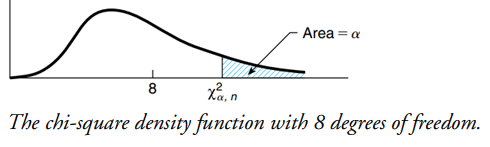 Area = α
8
χ²α, n
The chi-square density function with 8 degrees of freedom.